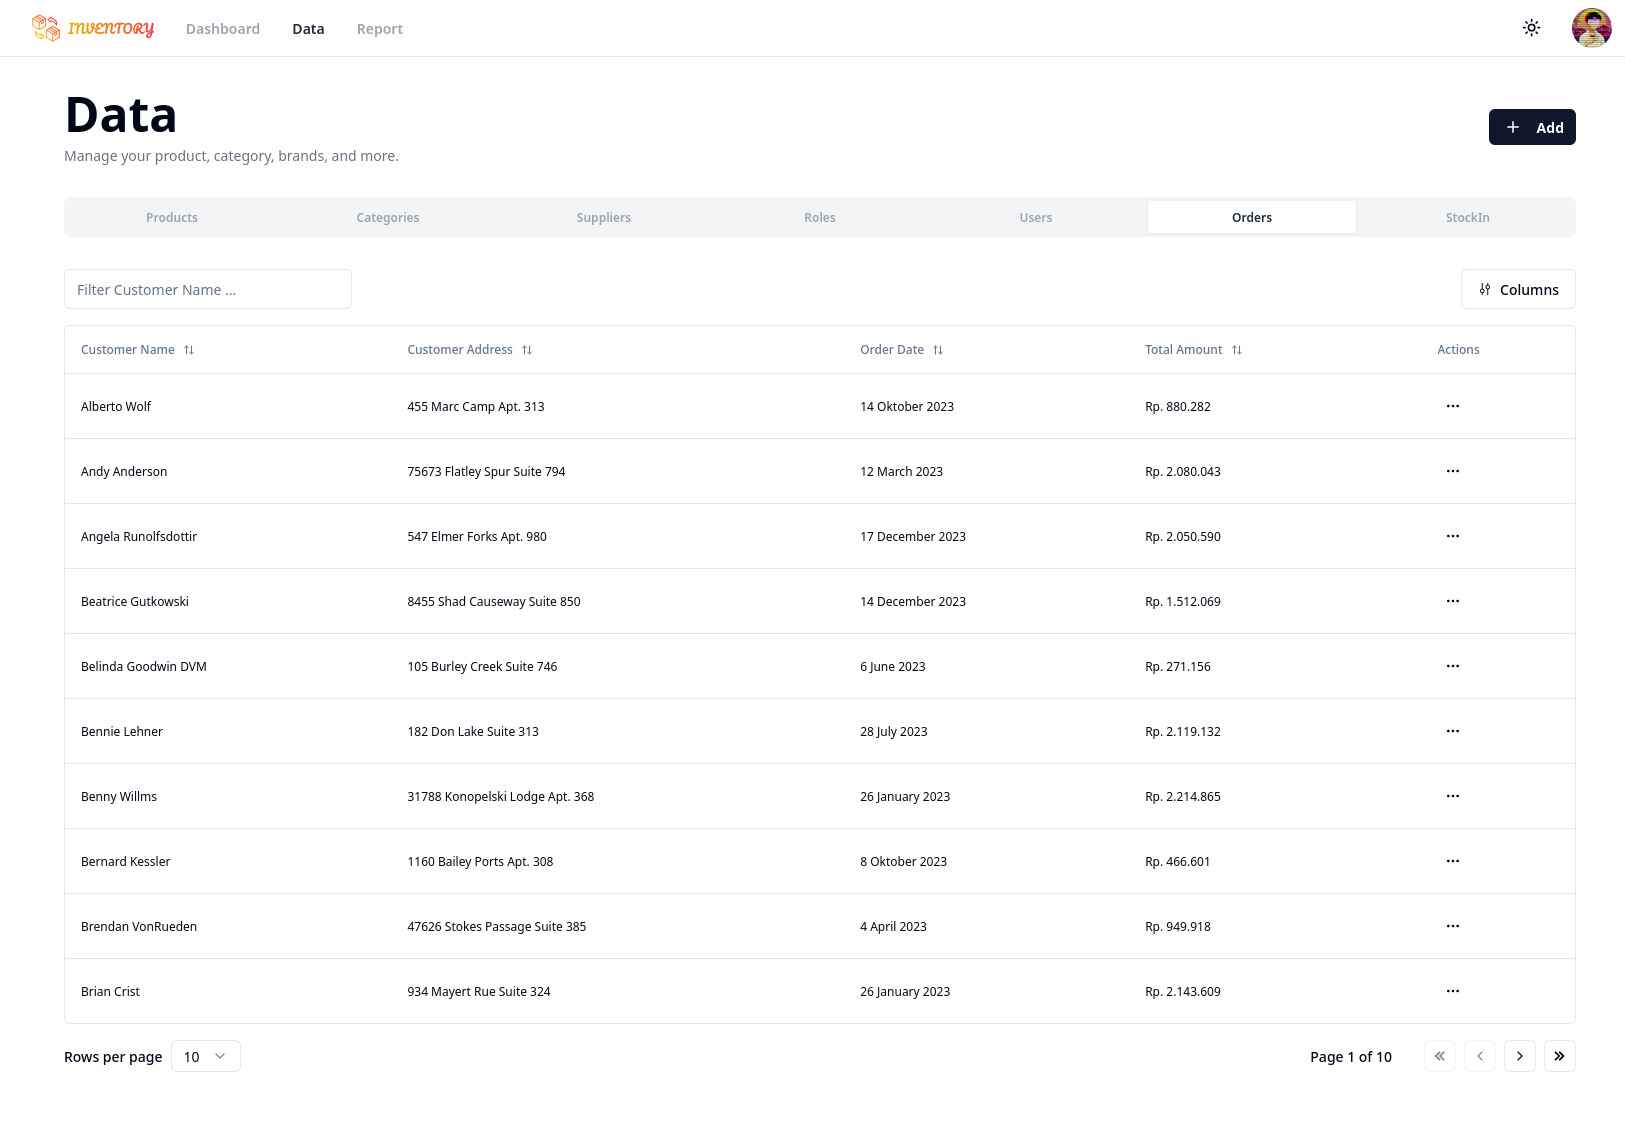 INVENTORY Dashboard Data Report
Data
Manage your product, category, brands, and more.
Add
Products Categories Suppliers Roles Users Orders StockIn
Filter Customer Name ...
Columns
Customer Name Customer Address Order Date Total Amount Actions
Alberto Wolf 455 Marc Camp Apt. 313 14 Oktober 2023 Rp. 880.282
Andy Anderson 75673 Flatley Spur Suite 794 12 March 2023 Rp. 2.080.043
Angela Runolfsdottir 547 Elmer Forks Apt. 980 17 December 2023 Rp. 2.050.590
Beatrice Gutkowski 8455 Shad Causeway Suite 850 14 December 2023 Rp. 1.512.069
Belinda Goodwin DVM 105 Burley Creek Suite 746 6 June 2023 Rp. 271.156
Bennie Lehner 182 Don Lake Suite 313 28 July 2023 Rp. 2.119.132
Benny Willms 31788 Konopelski Lodge Apt. 368 26 January 2023 Rp. 2.214.865
Bernard Kessler 1160 Bailey Ports Apt. 308 8 Oktober 2023 Rp. 466.601
Brendan VonRueden 47626 Stokes Passage Suite 385 4 April 2023 Rp. 949.918
Brian Crist 934 Mayert Rue Suite 324 26 January 2023 Rp. 2.143.609
Rows per page 10 Page 1 of 10